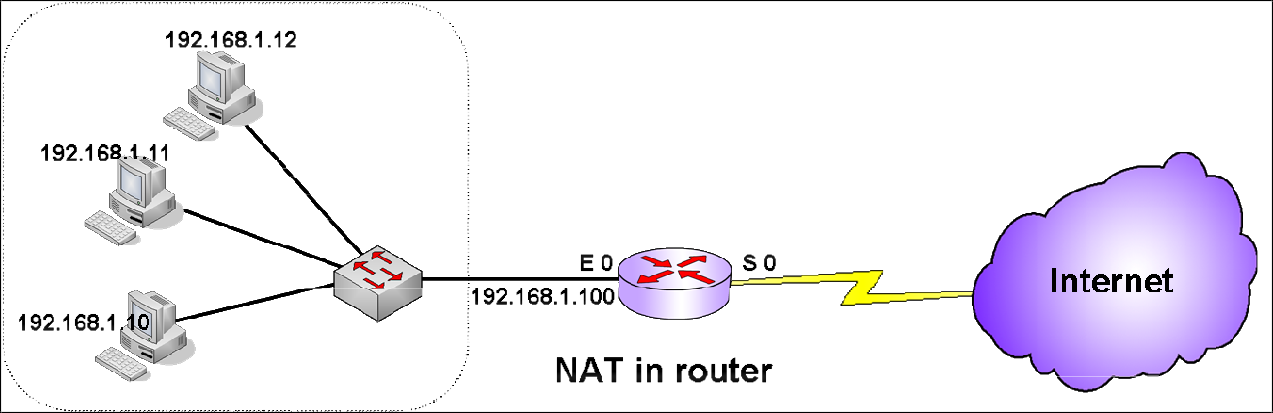 192.168.1.12
192.168.1.11
192.168.1.10
E 0
S 0
192.168.1.100
Internet
NAT in router